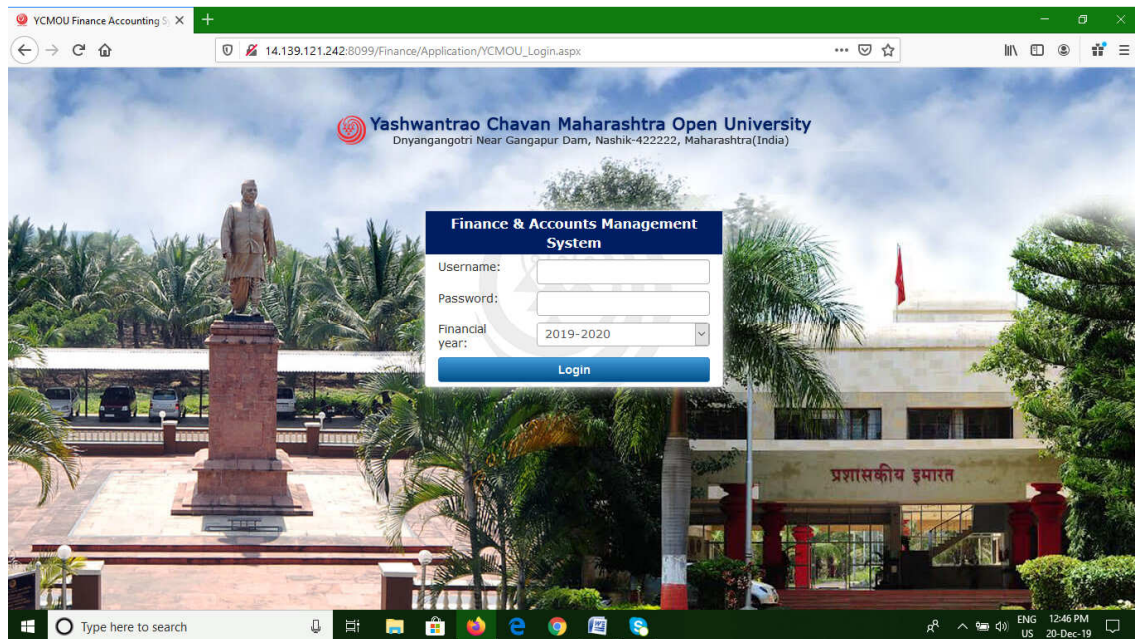 YCMOU Finance Accounting S
14.139.121.242:8099/Finance/Application/YCMOU_Login.aspx
Yashwantrao Chavan Maharashtra Open University
Dnyangangotri Near Gangapur Dam, Nashik-422222, Maharashtra(India)
Finance & Accounts Management
System
Username:
Password:
Financial
year:
2019-2020
Login
प्रशासकीय इमारत
Type here to search
ENG
US
12:46 PM
20-Dec-19